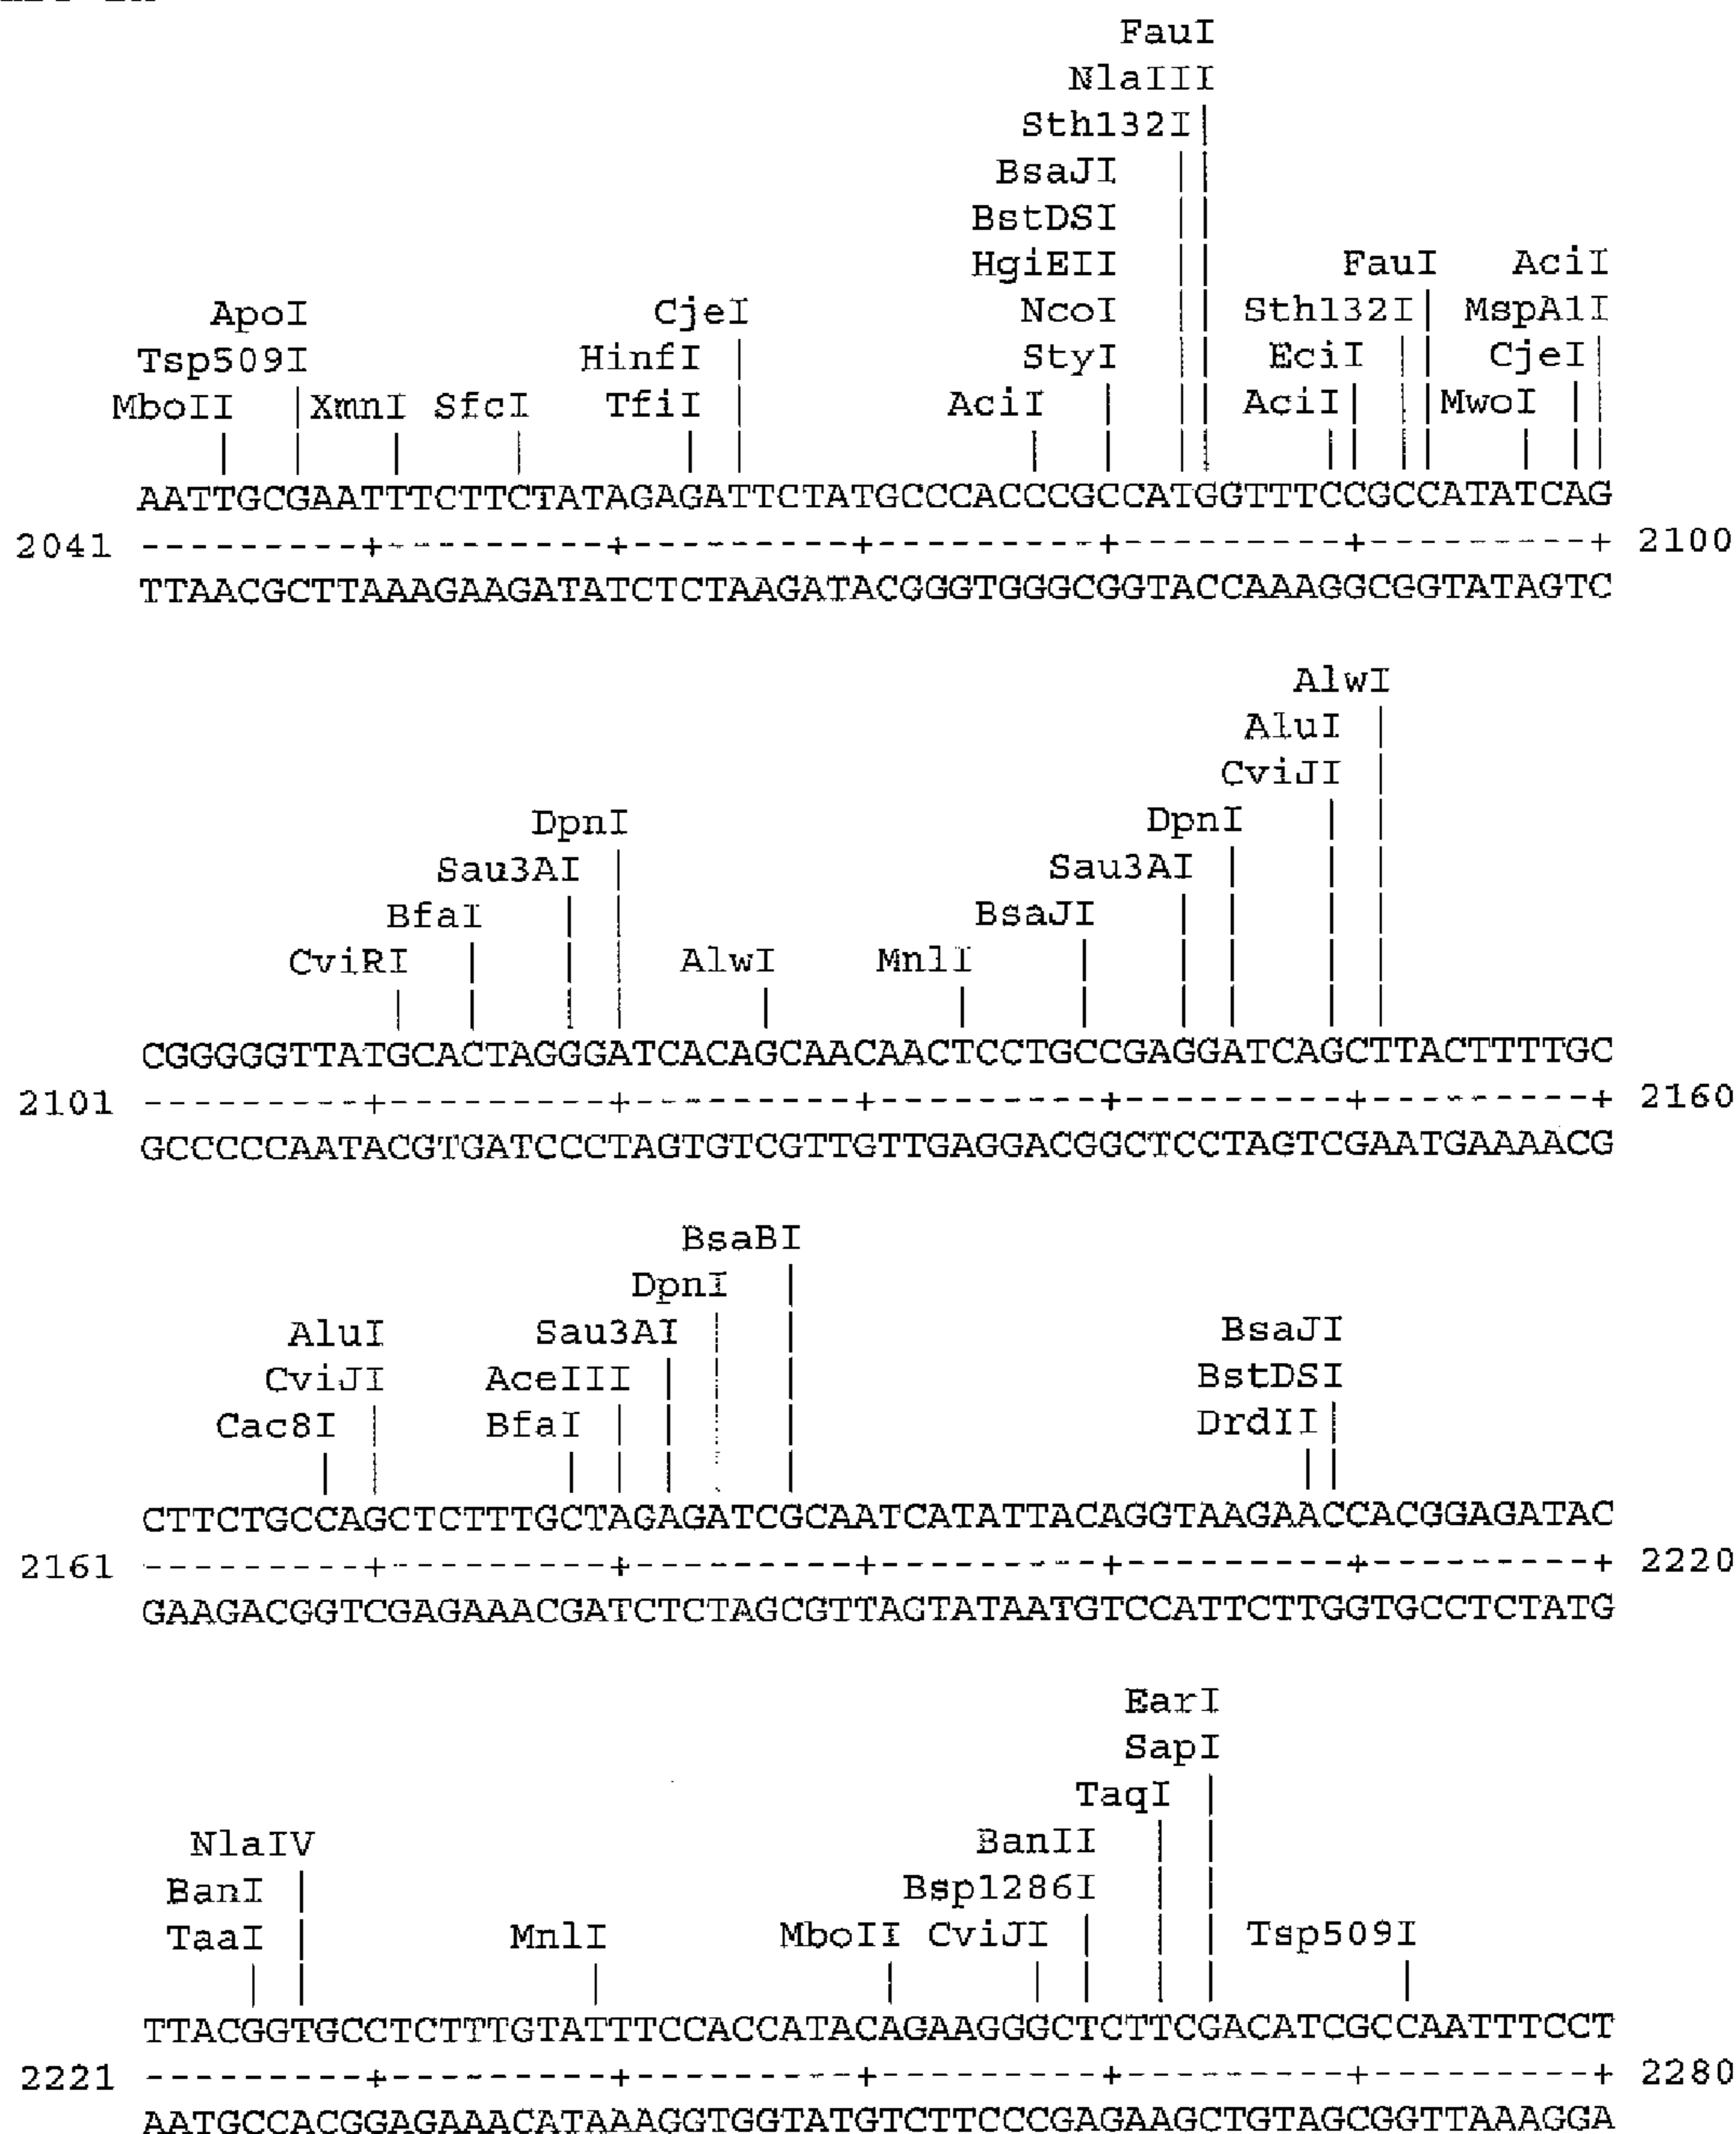 FauI
NlaIII
Sth132I
BsaJI
BstDSI
HgiEII FauI AciI
ApoI CjeI NcoI Sth132I MspA1I
Tsp509I HinfI StyI EciI CjeI
MboII XmnI SfcI TfiI AciI AciI MwoI
AATTGCGAATTTCTTCTATAGAGATTCTATGCCCACCCGCCATGGTTTCCGCCATATCAG
2041 ---------+---------+---------+---------+---------+---------+ 2100
TTAACGCTTAAAGAAGATATCTCTAAGATACGGGTGGGCGGTACCAAAGGCGGTATAGTC
AlwI
AluI
CviJI
DpnI DpnI
Sau3AI Sau3AI
BfaI BsaJI
CviRI AlwI MnlI
CGGGGGTTATGCACTAGGGATCACAGCAACAACTCCTGCCGAGGATCAGCTTACTTTTGC
2101 ---------+---------+---------+---------+---------+---------+ 2160
GCCCCCAATACGTGATCCCTAGTGTCGTTGTTGAGGACGGCTCCTAGTCGAATGAAAACG
BsaBI
DpnI
AluI Sau3AI BsaJI
CviJI AceIII BstDSI
Cac8I BfaI DrdII
CTTCTGCCAGCTCTTTGCTAGAGATCGCAATCATATTACAGGTAAGAACCACGGAGATAC
2161 ---------+---------+---------+---------+---------+---------+ 2220
GAAGACGGTCGAGAAACGATCTCTAGCGTTAGTATAATGTCCATTCTTGGTGCCTCTATG
EarI
SapI
TaqI
NlaIV BanII
BanI Bsp1286I
TaaI MnlI MboII CviJI Tsp509I
TTACGGTGCCTCTTTGTATTTCCACCATACAGAAGGGCTCTTCGACATCGCCAATTTCCT
2221 ---------+---------+---------+---------+---------+---------+ 2280
AATGCCACGGAGAAACATAAAGGTGGTATGTCTTCCCGAGAAGCTGTAGCGGTTAAAGGA